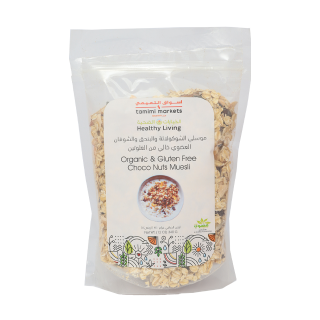 أسواق التميمي
tamimi markets
Healthy Living
موسلي الشوكولاتة والبندق والشوفان
العضوي خالي من الغلوتين
Organic & Gluten Free
Choco Nuts Muesli